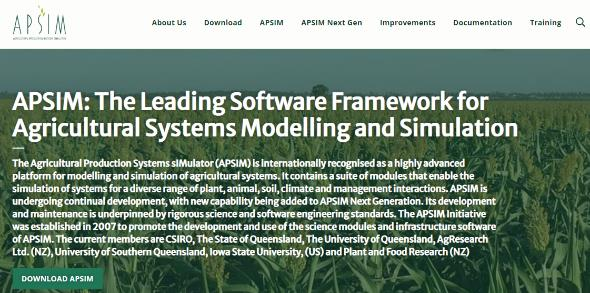 APSIM
About Us Download APSIM APSIM Next Gen Improvements Documentation Training
APSIM: The Leading Software Framework for
Agricultural Systems Modelling and Simulation
The Agricultural Production Systems sIMulator (APSIM) is internationally recognised as a highly advanced
platform for modelling and simulation of agricultural systems. It contains a suite of modules that enable the
simulation of systems for a diverse range of plant, animal, soil, climate and management interactions. APSIM is
undergoing continual development, with new capability being added to APSIM Next Generation. Its development
and maintenance is underpinned by rigorous science and software engineering standards. The APSIM Initiative
was established in 2007 to promote the development and use of the science modules and infrastructure software
of APSIM. The current members are CSIRO, The State of Queensland, The University of Queensland, AgResearch
Ltd. (NZ), University of Southern Queensland, Iowa State University, (US) and Plant and Food Research (NZ)
DOWNLOAD APSIM